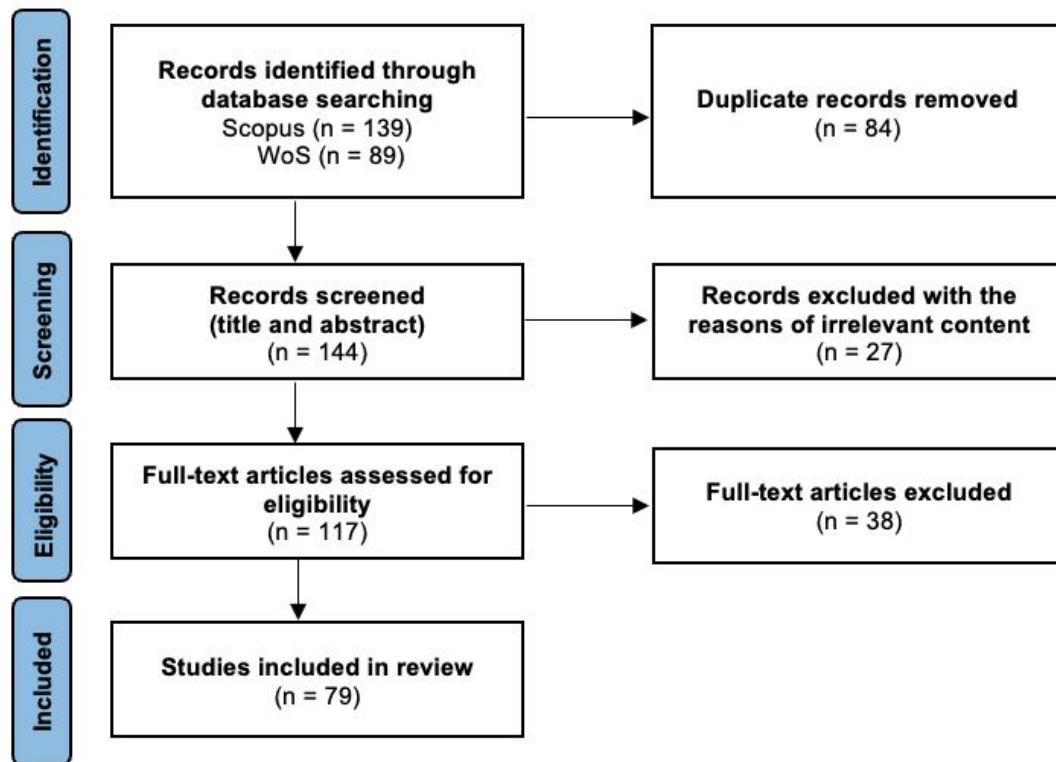 Identification
Records identified through
database searching
Scopus (n = 139)
WoS (n = 89)
Duplicate records removed
(n = 84)
Screening
Records screened
(title and abstract)
(n = 144)
Records excluded with the
reasons of irrelevant content
(n = 27)
Eligibility
Full-text articles assessed for
eligibility
(n = 117)
Full-text articles excluded
(n = 38)
Included
Studies included in review
(n = 79)